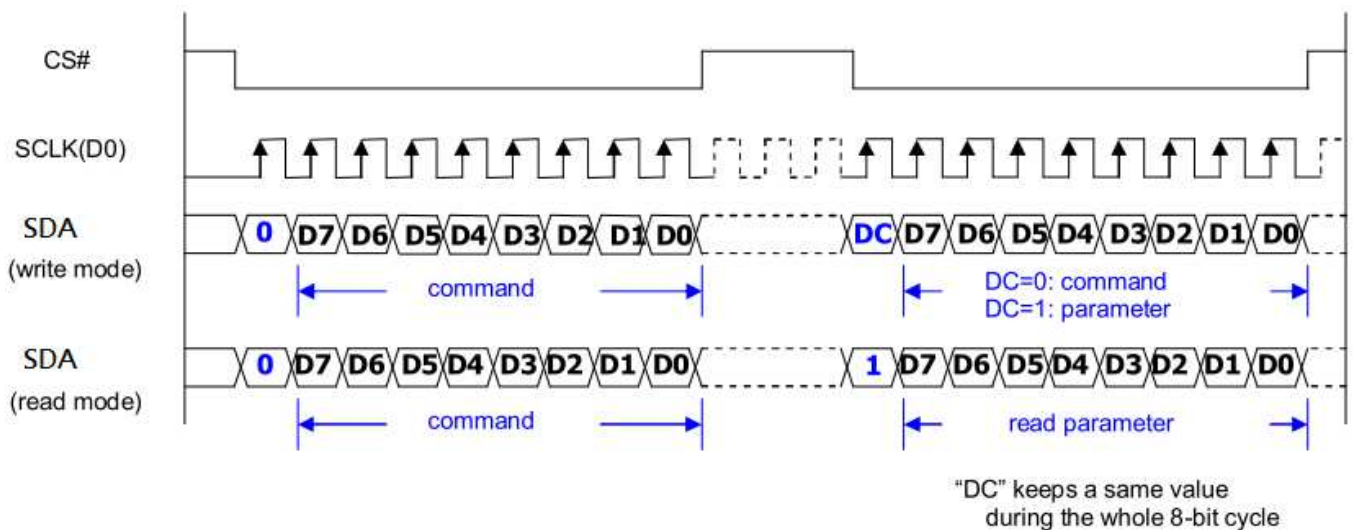 CS#
SCLK(D0)
SDA 0 D7 D6 D5 D4 D3 D2 D1 D0 DC D7 D6 D5 D4 D3 D2 D1 D0
(write mode)
command
DC=0: command
DC=1: parameter
SDA 0 D7 D6 D5 D4 D3 D2 D1 D0 1 D7 D6 D5 D4 D3 D2 D1 D0
(read mode)
command read parameter
“DC” keeps a same value
during the whole 8-bit cycle